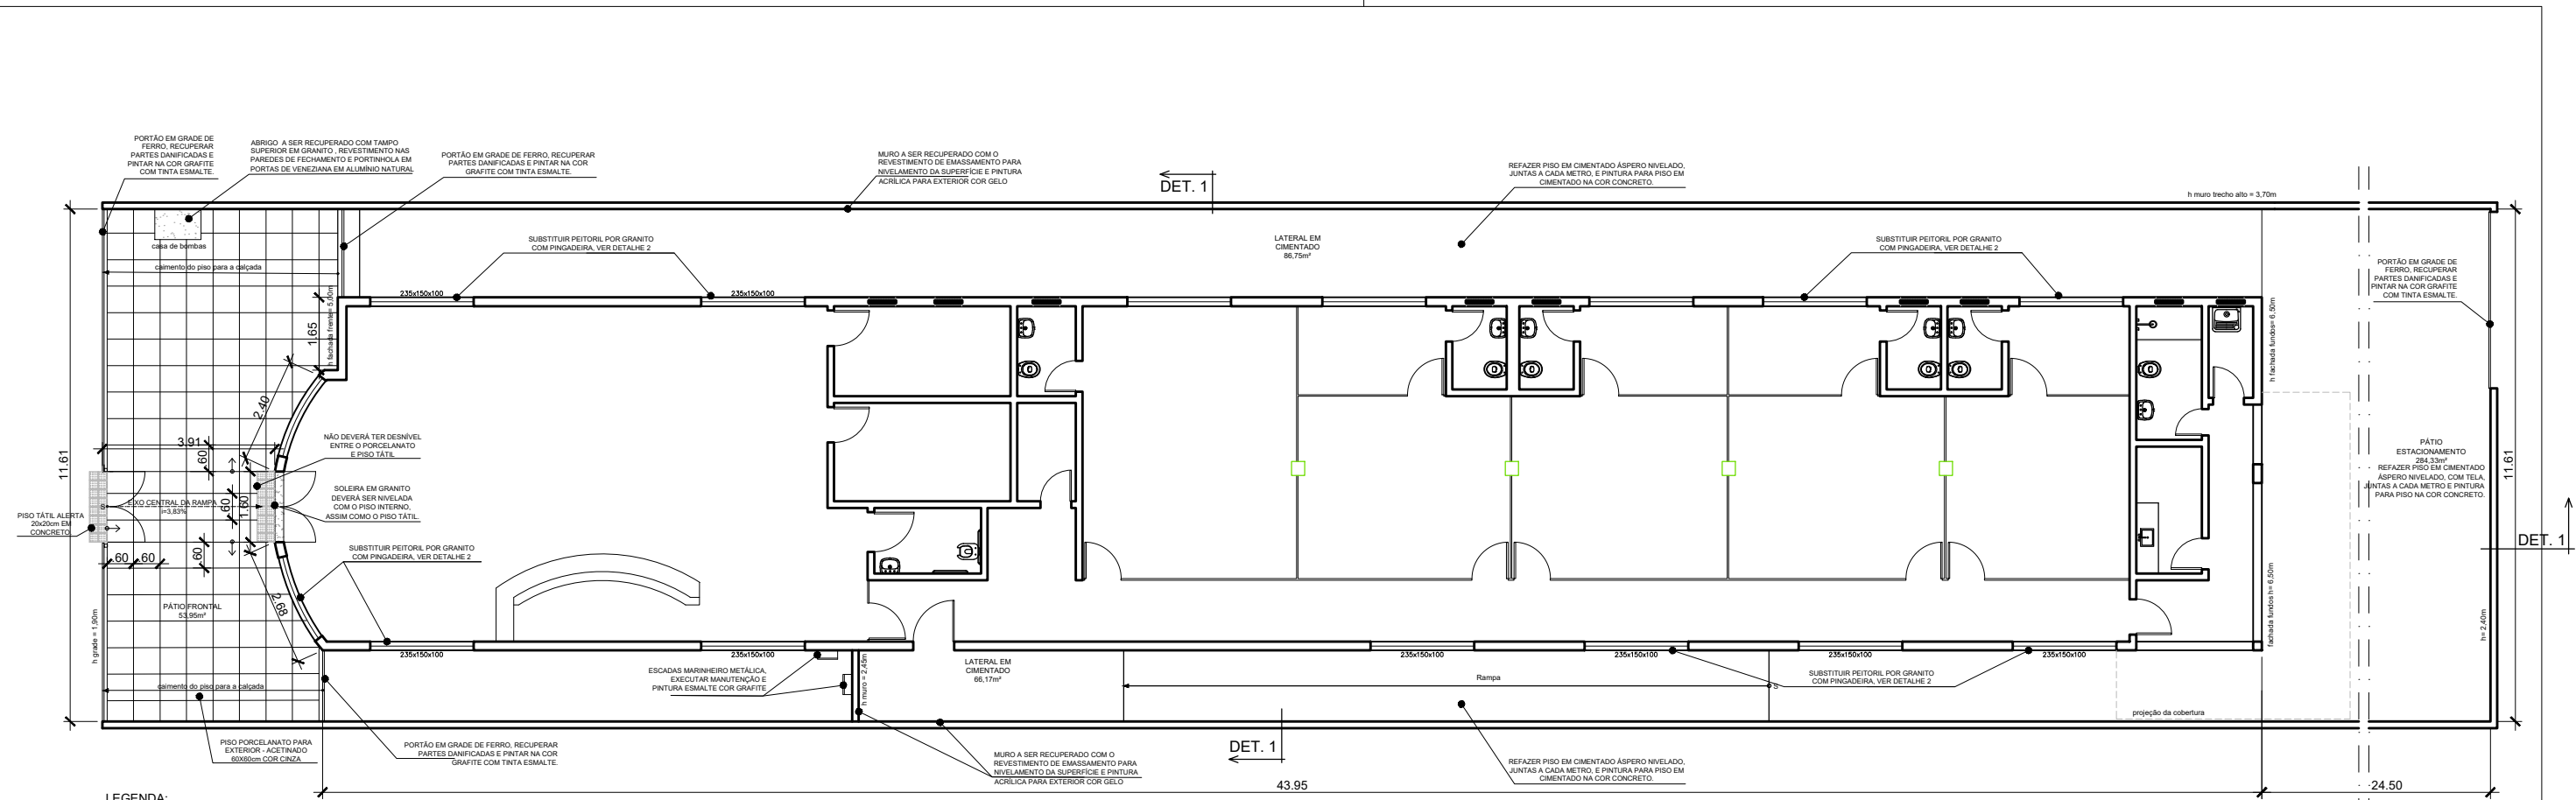 PORTÃO EM GRADE DE
FERRO, RECUPERAR
PARTES DANIFICADAS E
PINTAR NA COR GRAFITE
COM TINTA ESMALTE.
ABRIGO A SER RECUPERADO COM TAMPO
SUPERIOR EM GRANITO , REVESTIMENTO NAS
PAREDES DE FECHAMENTO E PORTINHOLA EM
PORTAS DE VENEZIANA EM ALUMÍNIO NATURAL
PORTÃO EM GRADE DE FERRO, RECUPERAR
PARTES DANIFICADAS E PINTAR NA COR
GRAFITE COM TINTA ESMALTE.
MURO A SER RECUPERADO COM O
REVESTIMENTO DE EMASSAMENTO PARA
NIVELAMENTO DA SUPERFÍCIE E PINTURA
ACRÍLICA PARA EXTERIOR COR GELO
DET. 1
REFAZER PISO EM CIMENTADO ÁSPERO NIVELADO,
JUNTAS A CADA METRO, E PINTURA PARA PISO EM
CIMENTADO NA COR CONCRETO.
h muro trecho alto = 3,70m
casa de bombas
caimento do piso para a calçada
SUBSTITUIR PEITORIL POR GRANITO
COM PINGADEIRA, VER DETALHE 2
LATERAL EM
CIMENTADO
86,75m²
SUBSTITUIR PEITORIL POR GRANITO
COM PINGADEIRA, VER DETALHE 2
PORTÃO EM GRADE DE
FERRO, RECUPERAR
PARTES DANIFICADAS E
PINTAR NA COR GRAFITE
COM TINTA ESMALTE.
235x150x100
235x150x100
h fachada frente= 5,00m
1.65
h fachada fundos= 6,50m
2.40
3.91
.60
11.61
NÃO DEVERÁ TER DESNÍVEL
ENTRE O PORCELANATO
E PISO TÁTIL
SOLEIRA EM GRANITO
DEVERÁ SER NIVELADA
COM O PISO INTERNO,
ASSIM COMO O PISO TÁTIL.
EIXO CENTRAL DA RAMPA
i=3,83%
S
.60
1.60
PISO TÁTIL ALERTA
20x20cm EM
CONCRETO.
.60
.60
.60
SUBSTITUIR PEITORIL POR GRANITO
COM PINGADEIRA, VER DETALHE 2
2.68
PÁTIO FRONTAL
53,95m²
h grade = 1,90m
PÁTIO
ESTACIONAMENTO
284,33m²
REFAZER PISO EM CIMENTADO
ÁSPERO NIVELADO, COM TELA,
JUNTAS A CADA METRO E PINTURA
PARA PISO NA COR CONCRETO.
11.61
DET. 1
fachada fundos h= 6,50m
h= 2,40m
235x150x100
235x150x100
235x150x100
235x150x100
235x150x100
235x150x100
ESCADAS MARINHEIRO METÁLICA,
EXECUTAR MANUTENÇÃO E
PINTURA ESMALTE COR GRAFITE
h muro = 2,45m
LATERAL EM
CIMENTADO
66,17m²
Rampa
S
SUBSTITUIR PEITORIL POR GRANITO
COM PINGADEIRA, VER DETALHE 2
caimento do piso para a calçada
projeção da cobertura
PISO PORCELANATO PARA
EXTERIOR - ACETINADO
60X60cm COR CINZA
PORTÃO EM GRADE DE FERRO, RECUPERAR
PARTES DANIFICADAS E PINTAR NA COR
GRAFITE COM TINTA ESMALTE.
MURO A SER RECUPERADO COM O
REVESTIMENTO DE EMASSAMENTO PARA
NIVELAMENTO DA SUPERFÍCIE E PINTURA
ACRÍLICA PARA EXTERIOR COR GELO
DET. 1
REFAZER PISO EM CIMENTADO ÁSPERO NIVELADO,
JUNTAS A CADA METRO, E PINTURA PARA PISO EM
CIMENTADO NA COR CONCRETO.
43.95
24.50
LEGENDA: